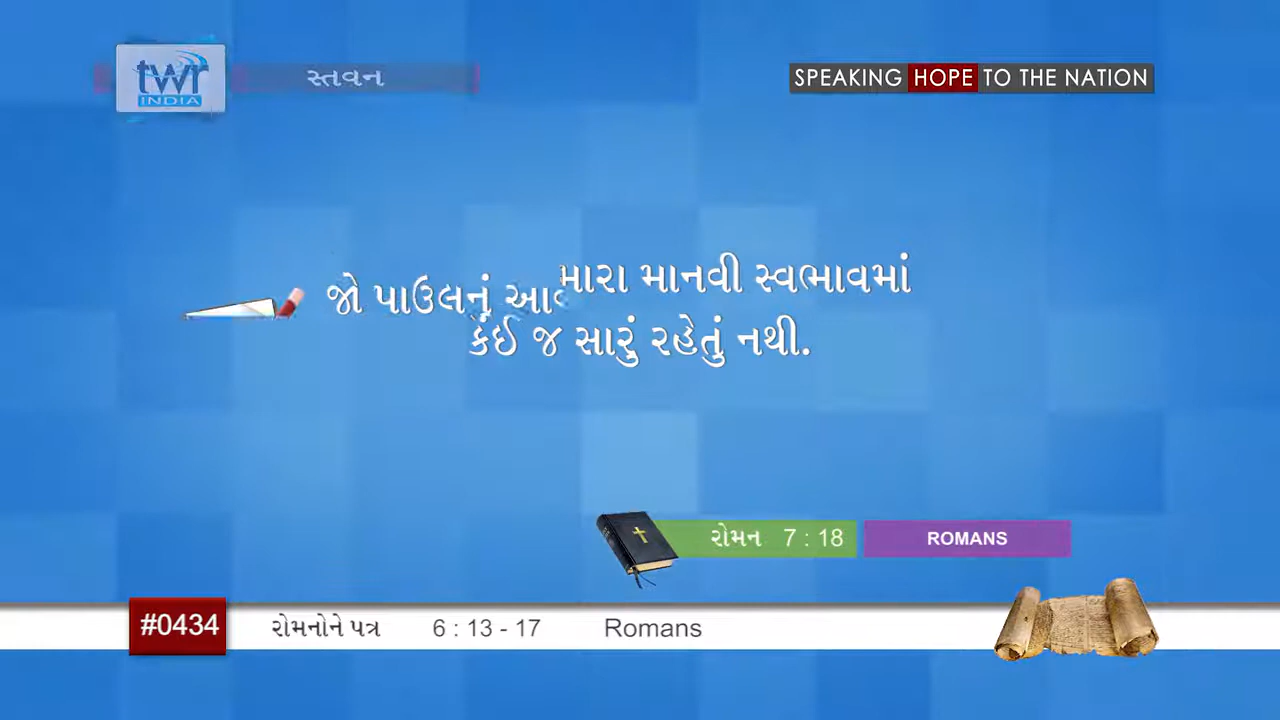 twr
INDIA
સ્તવન
SPEAKING HOPE TO THE NATION
જો પાઉલનું
મારા માનવી સ્વભાવમાં
કંઈ જ સારું રહેતું નથી.
રોમન 7 : 18
ROMANS
#0434 રોમનોને પત્ર 6 : 13 - 17 Romans